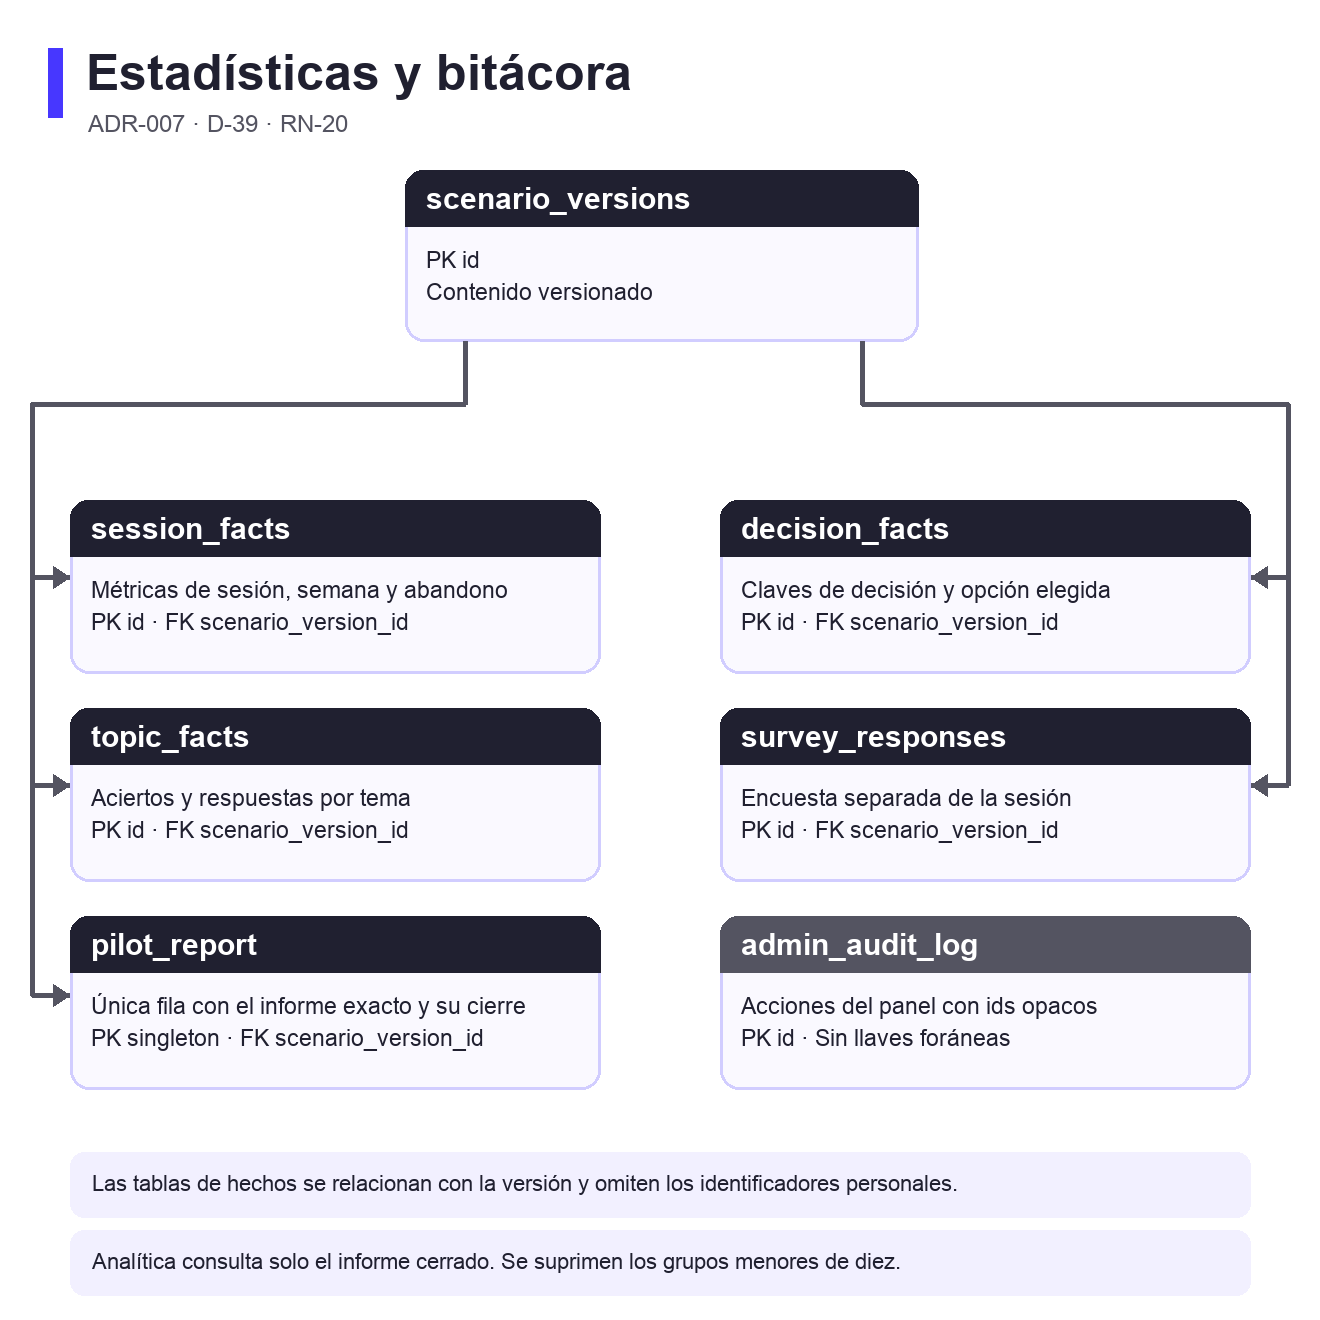 Estadísticas y bitácora
ADR-007 · D-39 · RN-20
scenario_versions
PK id
Contenido versionado
session_facts
Métricas de sesión, semana y abandono
PK id · FK scenario_version_id
decision_facts
Claves de decisión y opción elegida
PK id · FK scenario_version_id
topic_facts
Aciertos y respuestas por tema
PK id · FK scenario_version_id
survey_responses
Encuesta separada de la sesión
PK id · FK scenario_version_id
pilot_report
Única fila con el informe exacto y su cierre
PK singleton · FK scenario_version_id
admin_audit_log
Acciones del panel con ids opacos
PK id · Sin llaves foráneas
Las tablas de hechos se relacionan con la versión y omiten los identificadores personales.
Analítica consulta solo el informe cerrado. Se suprimen los grupos menores de diez.